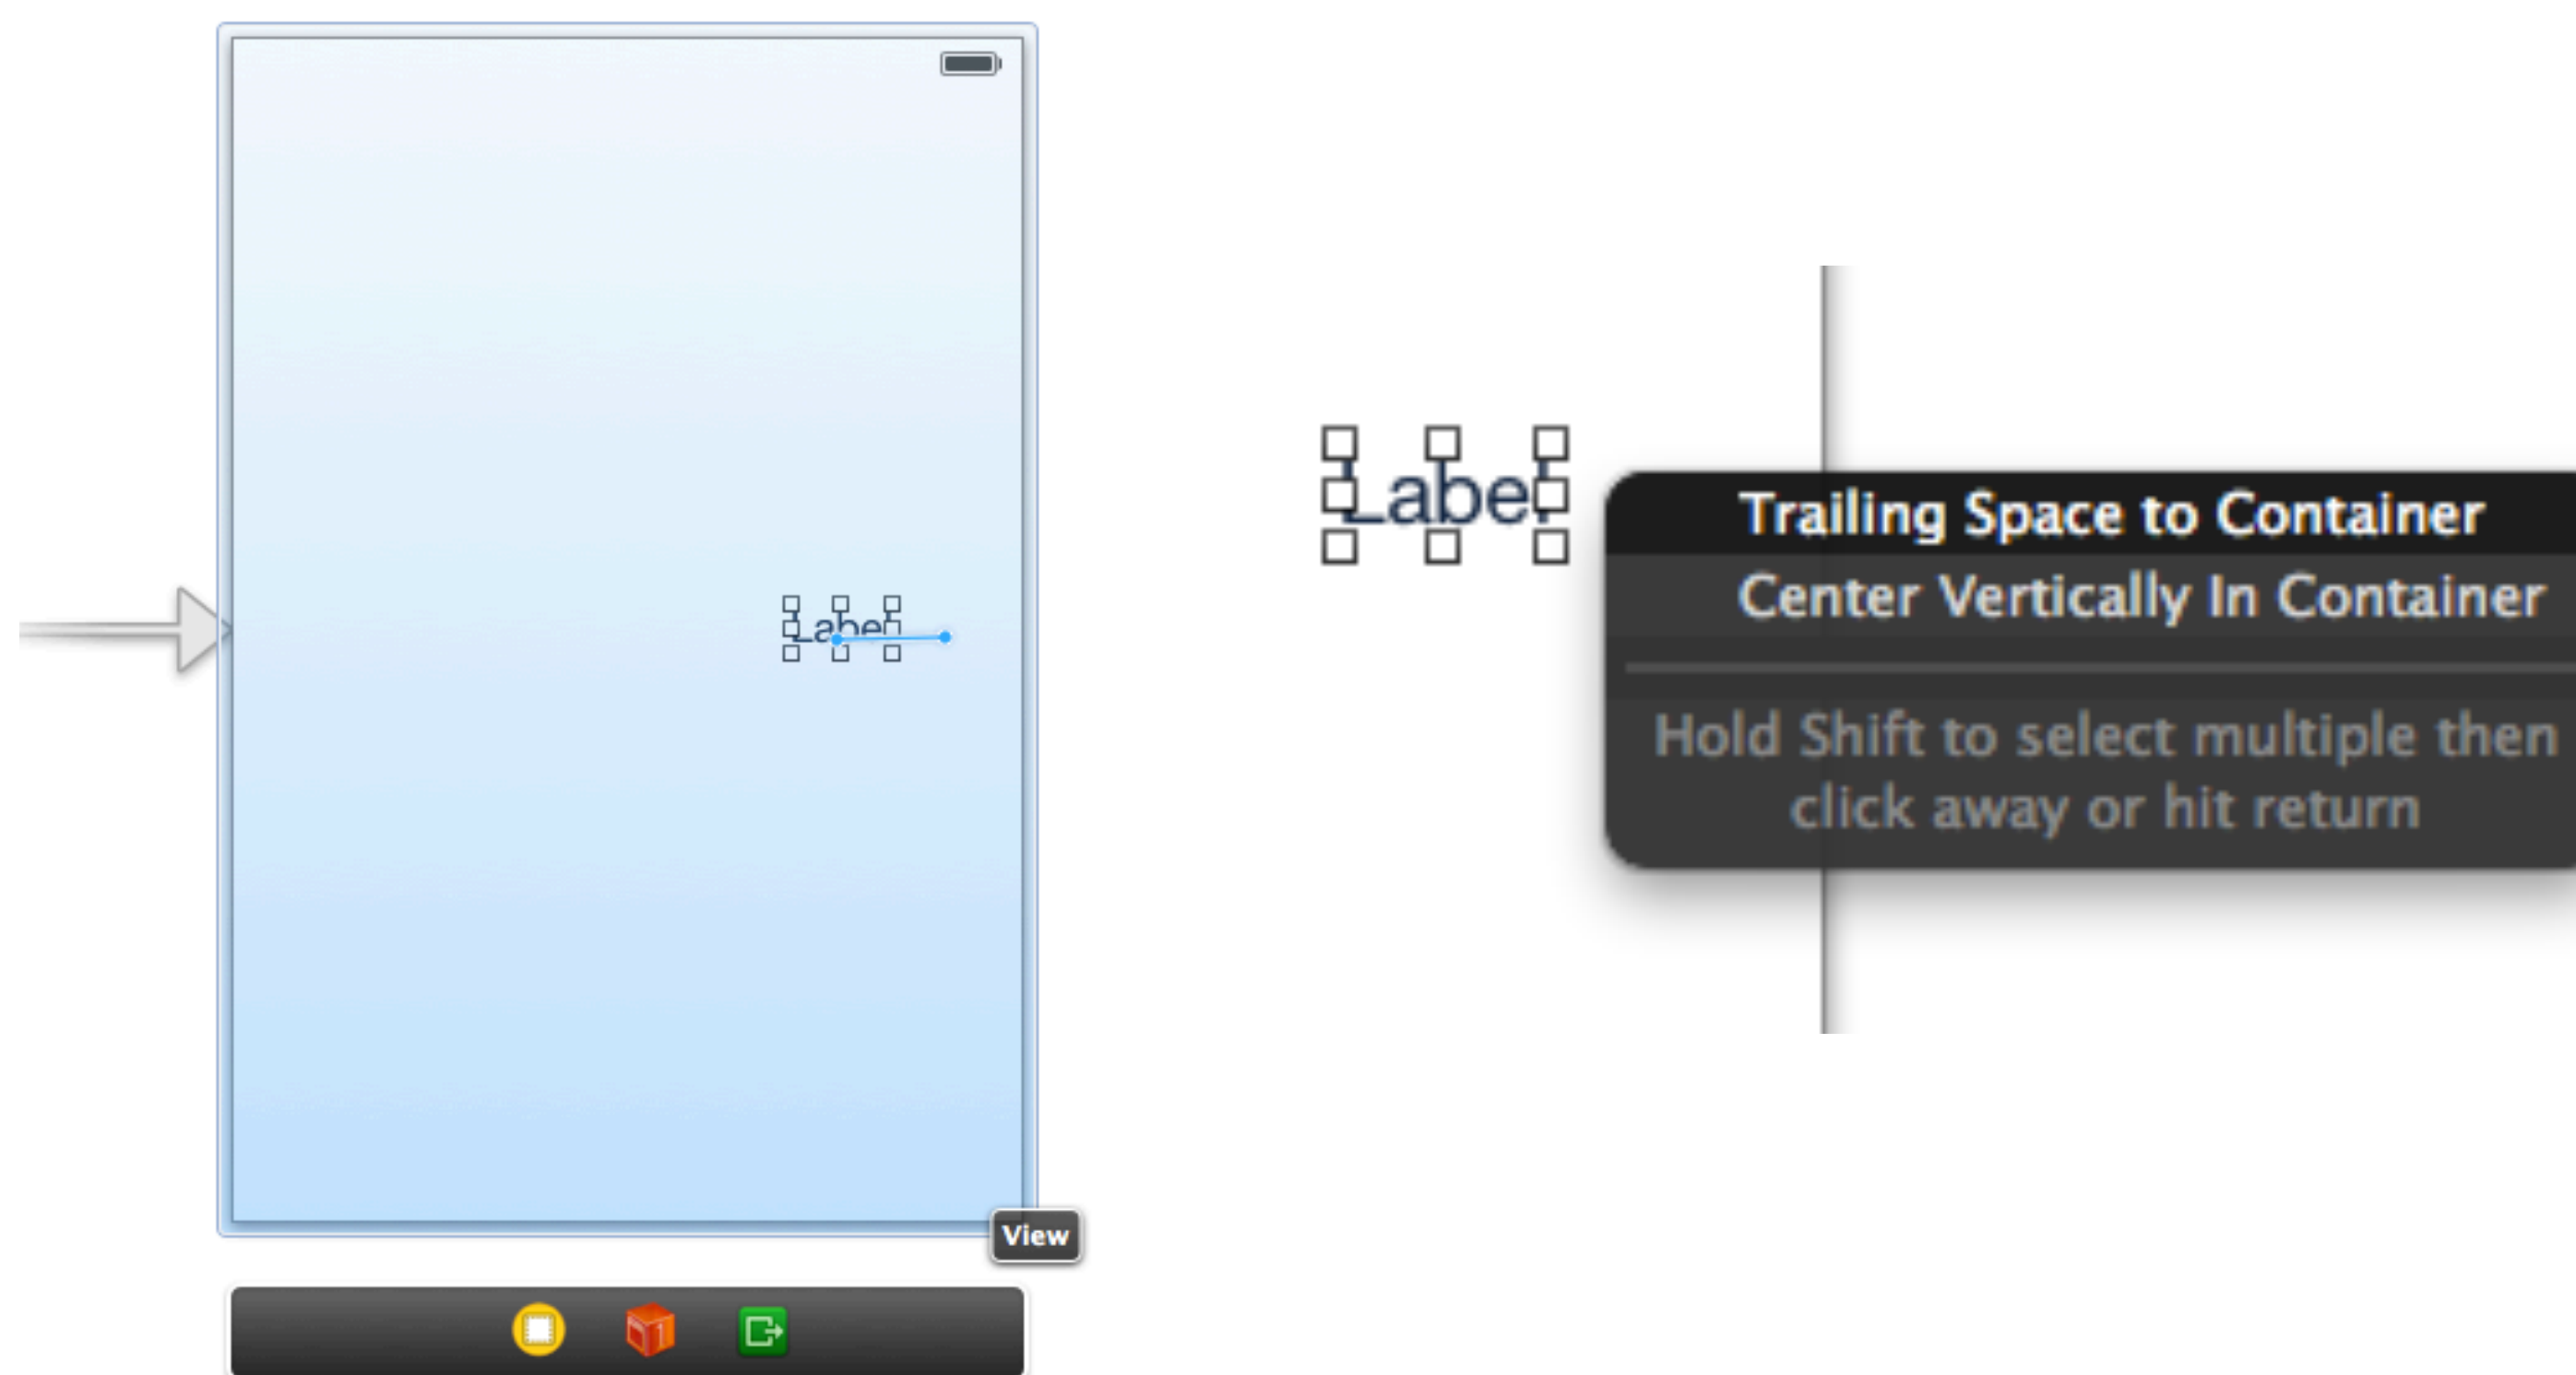 Label
View
Label
Trailing Space to Container
Center Vertically In Container
Hold Shift to select multiple then
click away or hit return